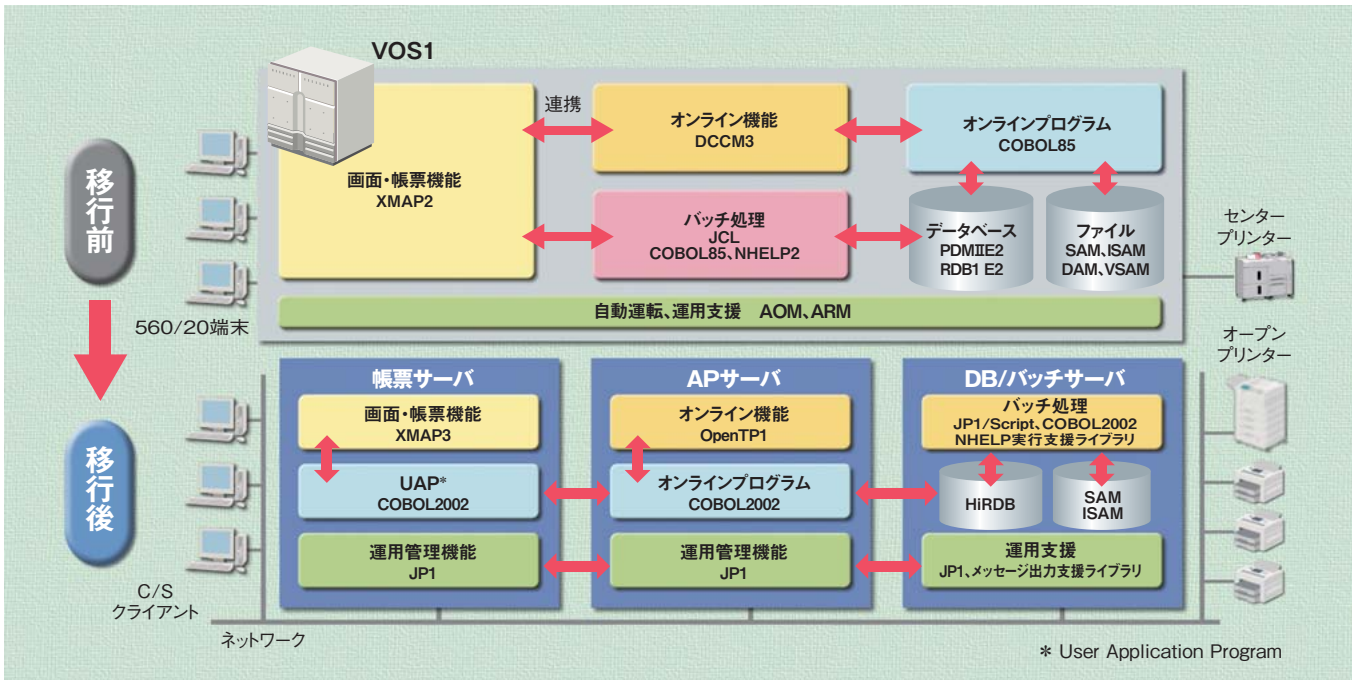 VOS1
移行前
560/20端末
画面・帳票機能
XMAP2
連携
オンライン機能
DCCM3
オンラインプログラム
COBOL85
バッチ処理
JCL
COBOL85、NHELP2
データベース
PDMⅡE2
RDB1 E2
ファイル
SAM、ISAM
DAM、VSAM
自動運転、運用支援 AOM、ARM
センター
プリンター
移行後
C/S
クライアント
ネットワーク
帳票サーバ
画面・帳票機能
XMAP3
UAP*
COBOL2002
運用管理機能
JP1
APサーバ
オンライン機能
OpenTP1
オンラインプログラム
COBOL2002
運用管理機能
JP1
DB/バッチサーバ
バッチ処理
JP1/Script、COBOL2002
NHELP実行支援ライブラリ
HiRDB
SAM
ISAM
運用支援
JP1、メッセージ出力支援ライブラリ
オープン
プリンター
* User Application Program